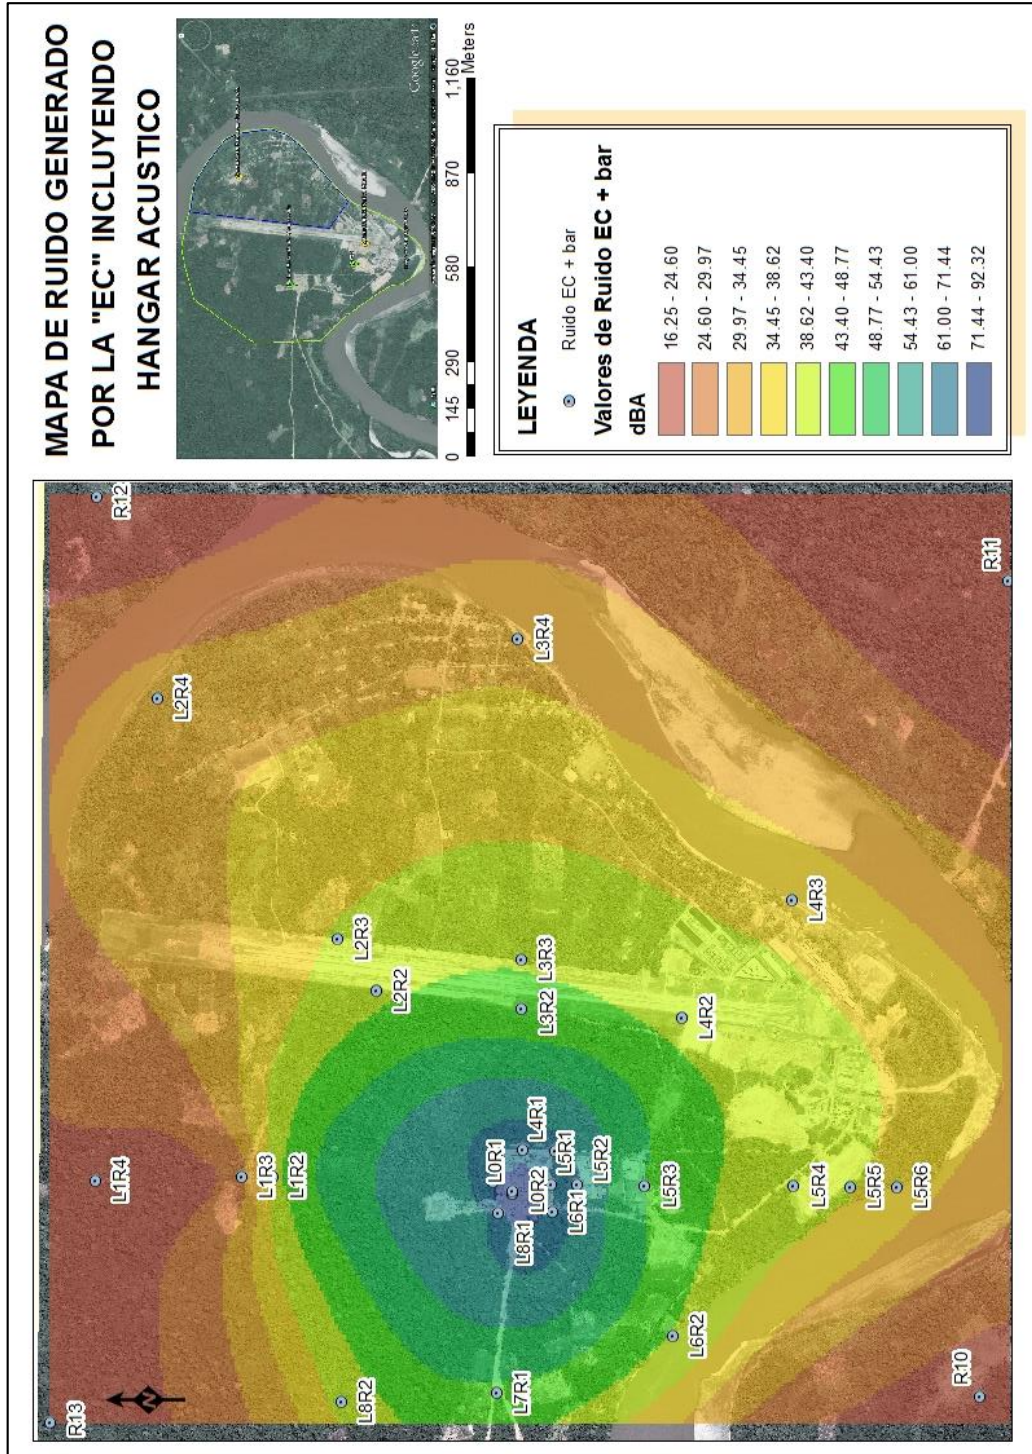 MAPA DE RUIDO GENERADO
POR LA "EC" INCLUYENDO
HANGAR ACUSTICO
Google
0 145 290 580 870 1,160
Meters
LEYENDA
Ruido EC + bar
Valores de Ruido EC + bar
dBA
16.25 - 24.60
24.60 - 29.97
29.97 - 34.45
34.45 - 38.62
38.62 - 43.40
43.40 - 48.77
48.77 - 54.43
54.43 - 61.00
61.00 - 71.44
71.44 - 92.32
R13
N
L1R4
R12
L2R4
L1R3
L1R2
L8R2
L2R3
L2R2
L3R4
L3R3
L3R2
L0R1
L4R1
L0R2
L5R1
L8R1
L6R1
L5R2
L7R1
L5R3
L4R2
L6R2
L4R3
L5R4
L5R5
L5R6
R10
R11